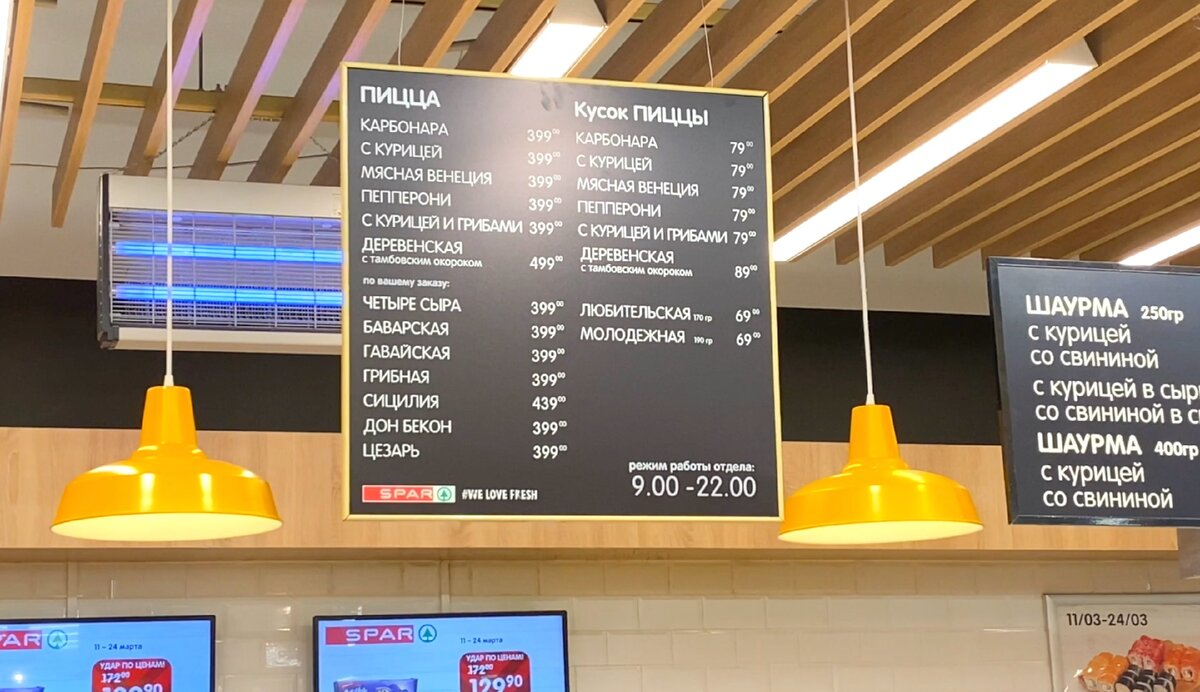 ПИЦЦА
КАРБОНАРА 399⁰⁰
С КУРИЦЕЙ 399⁰⁰
МЯСНАЯ ВЕНЕЦИЯ 399⁰⁰
ПЕППЕРОНИ 399⁰⁰
С КУРИЦЕЙ И ГРИБАМИ 399⁰⁰
ДЕРЕВЕНСКАЯ
с тамбовским окороком 499⁰⁰
по вашему заказу:
ЧЕТЫРЕ СЫРА 399⁰⁰
БАВАРСКАЯ 399⁰⁰
ГАВАЙСКАЯ 399⁰⁰
ГРИБНАЯ 399⁰⁰
СИЦИЛИЯ 439⁰⁰
ДОН БЕКОН 399⁰⁰
ЦЕЗАРЬ 399⁰⁰
SPAR #WE LOVE FRESH
Кусок ПИЦЦЫ
КАРБОНАРА 79⁰⁰
С КУРИЦЕЙ 79⁰⁰
МЯСНАЯ ВЕНЕЦИЯ 79⁰⁰
ПЕППЕРОНИ 79⁰⁰
С КУРИЦЕЙ И ГРИБАМИ 79⁰⁰
ДЕРЕВЕНСКАЯ
с тамбовским окороком 89⁰⁰
ЛЮБИТЕЛЬСКАЯ 170 гр 69⁰⁰
МОЛОДЕЖНАЯ 190 гр 69⁰⁰
режим работы отдела:
9.00 -22.00
ШАУРМА 250гр
с курицей
со свининой
с курицей в
со свининой в
ШАУРМА 400гр
с курицей
со свининой
11 – 24 марта
УДАР ПО ЦЕНАМ!
172⁰⁰
SPAR
11 – 24 марта
УДАР ПО ЦЕНАМ!
172⁰⁰
129⁹⁰
11/03-24/03